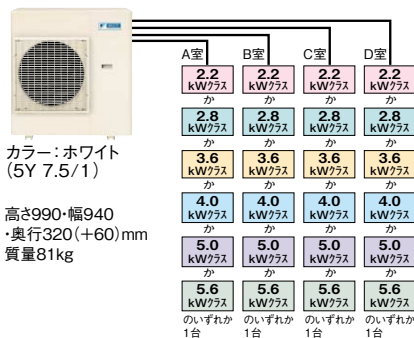 A室 B室 C室 D室
2.2 2.2 2.2 2.2
kWクラス kWクラス kWクラス kWクラス
か か か か
2.8 2.8 2.8 2.8
kWクラス kWクラス kWクラス kWクラス
か か か か
3.6 3.6 3.6 3.6
kWクラス kWクラス kWクラス kWクラス
か か か か
4.0 4.0 4.0 4.0
kWクラス kWクラス kWクラス kWクラス
か か か か
5.0 5.0 5.0 5.0
kWクラス kWクラス kWクラス kWクラス
か か か か
5.6 5.6 5.6 5.6
kWクラス kWクラス kWクラス kWクラス
のいずれか のいずれか のいずれか のいずれか
1台 1台 1台 1台
カラー：ホワイト
(5Y 7.5/1)
高さ990・幅940
・奥行320(+60)mm
質量81kg